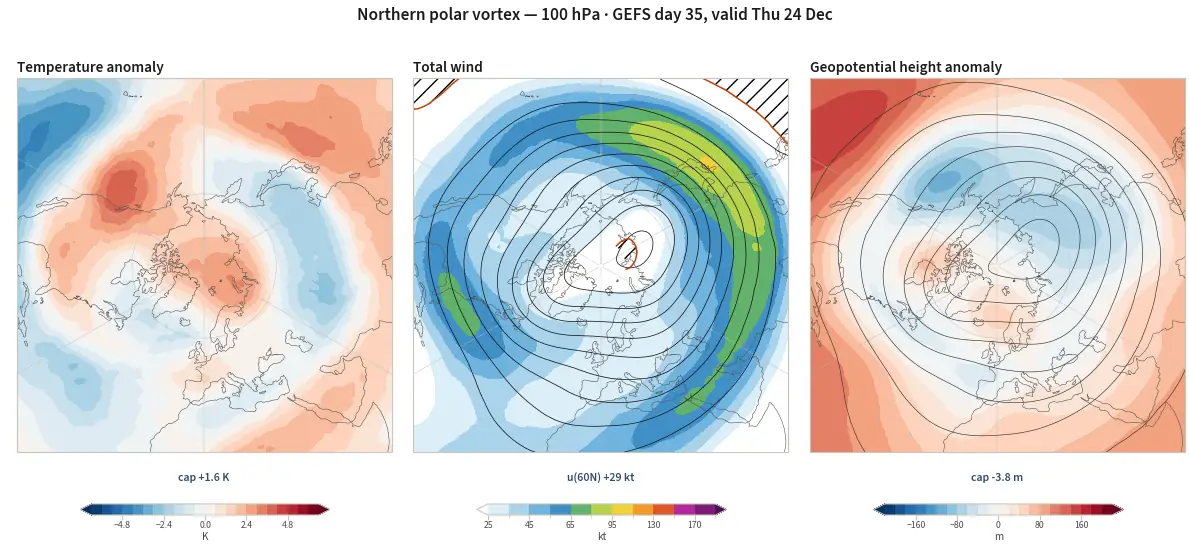 Northern polar vortex — 100 hPa · GEFS day 35, valid Thu 24 Dec
Temperature anomaly
Total wind
Geopotential height anomaly
cap +1.6 K
u(60N) +29 kt
cap -3.8 m
−4.8 −2.4 0.0 2.4 4.8
K
25 45 65 95 130 170
kt
−160 −80 0 80 160
m